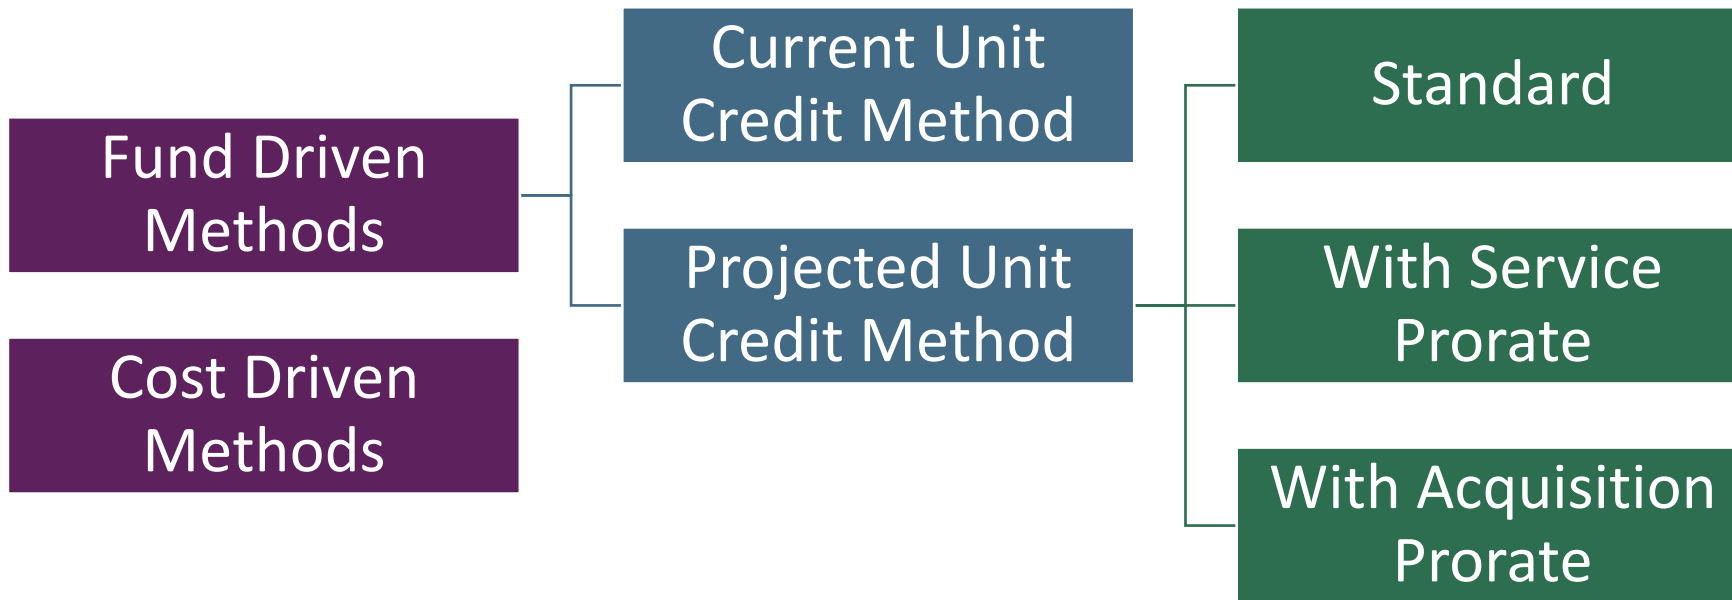 Fund Driven
Methods
Cost Driven
Methods
Current Unit
Credit Method
Projected Unit
Credit Method
Standard
With Service
Prorate
With Acquisition
Prorate